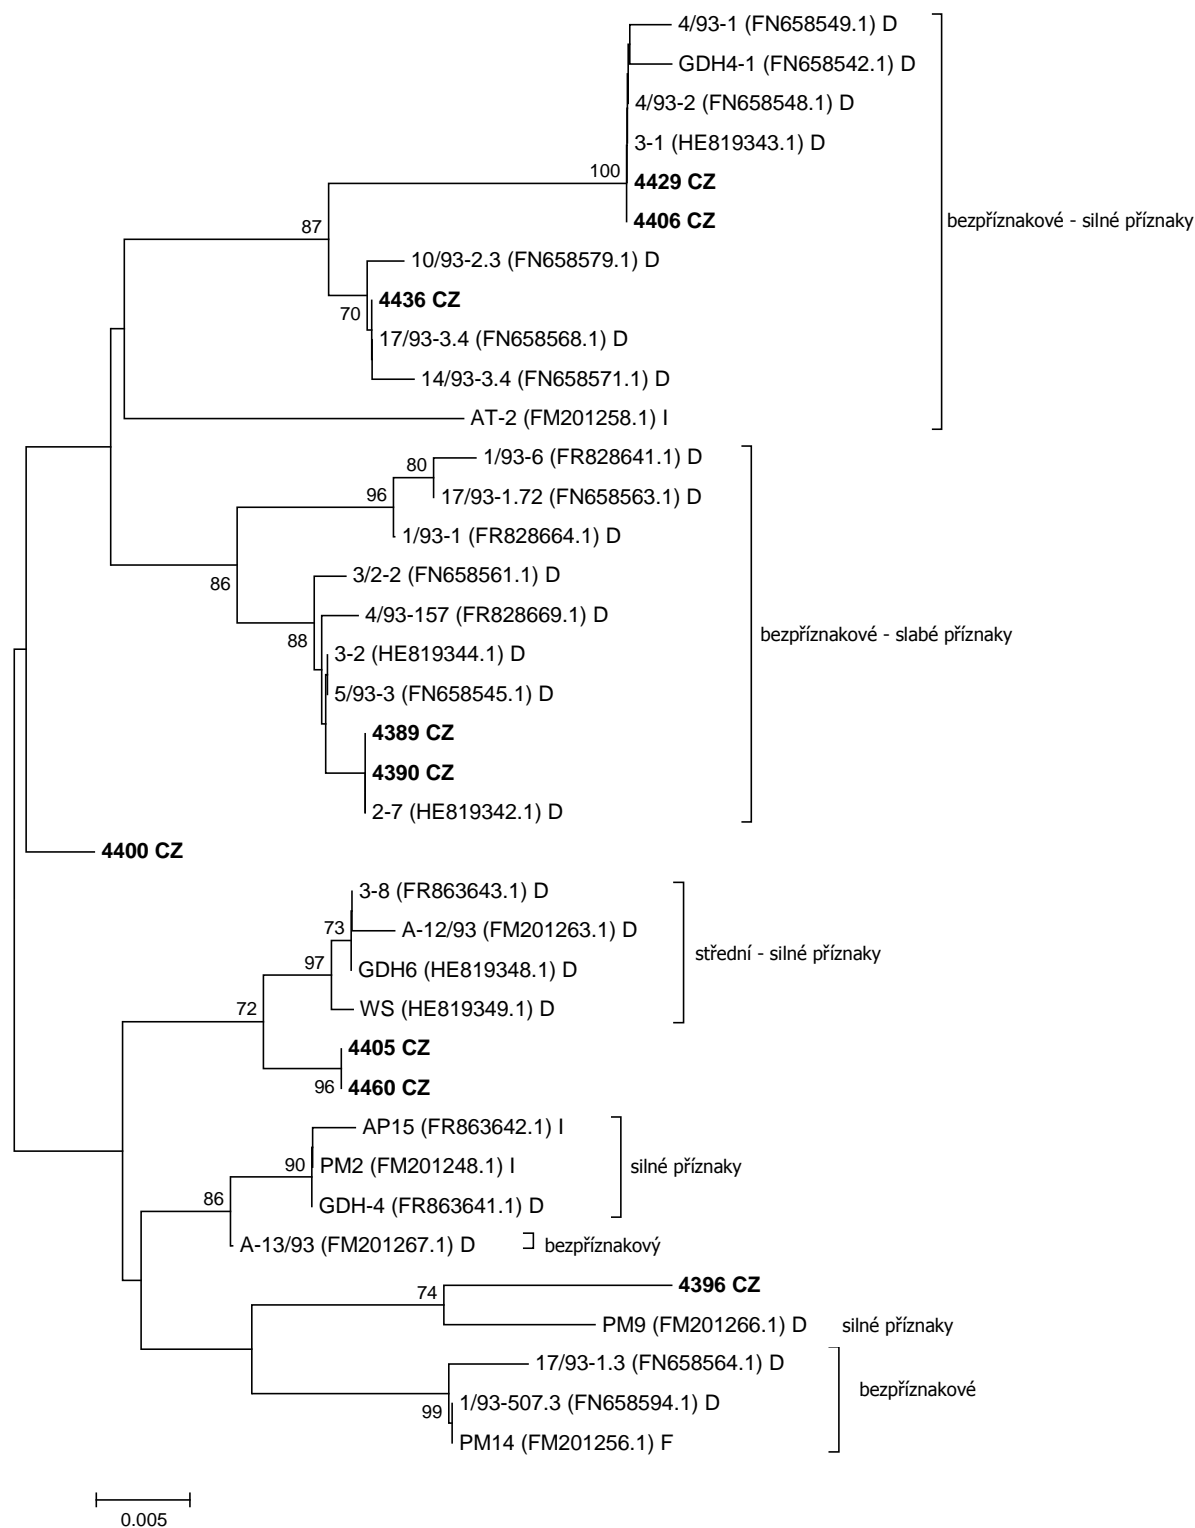 4/93-1 (FN658549.1) D
GDH4-1 (FN658542.1) D
4/93-2 (FN658548.1) D
3-1 (HE819343.1) D
100
4429 CZ
4406 CZ
bezpříznakové - silné příznaky
87
10/93-2.3 (FN658579.1) D
4436 CZ
70
17/93-3.4 (FN658568.1) D
14/93-3.4 (FN658571.1) D
AT-2 (FM201258.1) I
1/93-6 (FR828641.1) D
80
17/93-1.72 (FN658563.1) D
96
1/93-1 (FR828664.1) D
86
3/2-2 (FN658561.1) D
4/93-157 (FR828669.1) D
88
bezpříznakové - slabé příznaky
3-2 (HE819344.1) D
5/93-3 (FN658545.1) D
4389 CZ
4390 CZ
2-7 (HE819342.1) D
4400 CZ
3-8 (FR863643.1) D
73
A-12/93 (FM201263.1) D
střední - silné příznaky
97
GDH6 (HE819348.1) D
72
WS (HE819349.1) D
4405 CZ
96
4460 CZ
AP15 (FR863642.1) I
90
PM2 (FM201248.1) I
silné příznaky
86
GDH-4 (FR863641.1) D
A-13/93 (FM201267.1) D
bezpříznakový
74
4396 CZ
PM9 (FM201266.1) D
silné příznaky
17/93-1.3 (FN658564.1) D
bezpříznakové
99
1/93-507.3 (FN658594.1) D
PM14 (FM201256.1) F
0.005